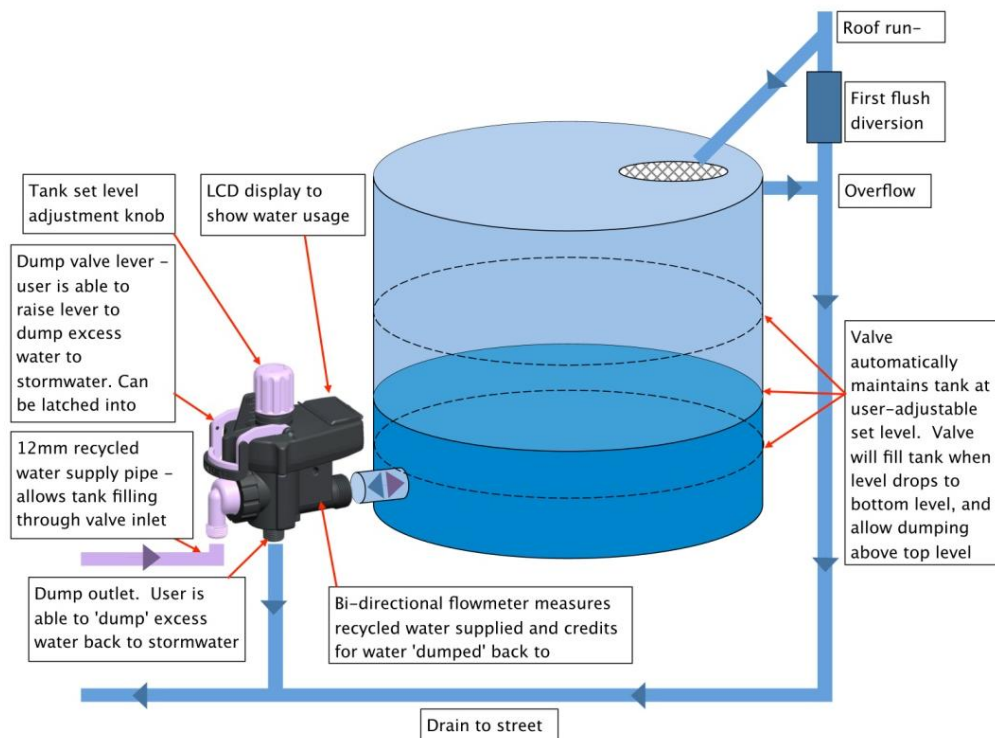 Roof run-
First flush
diversion
Overflow
Tank set level
adjustment knob
LCD display to
show water usage
Dump valve lever -
user is able to
raise lever to
dump excess
water to
stormwater. Can
be latched into
12mm recycled
water supply pipe -
allows tank filling
through valve inlet
Valve
automatically
maintains tank at
user-adjustable
set level. Valve
will fill tank when
level drops to
bottom level, and
allow dumping
above top level
Dump outlet. User is
able to 'dump' excess
water back to stormwater
Bi-directional flowmeter measures
recycled water supplied and credits
for water 'dumped' back to
Drain to street